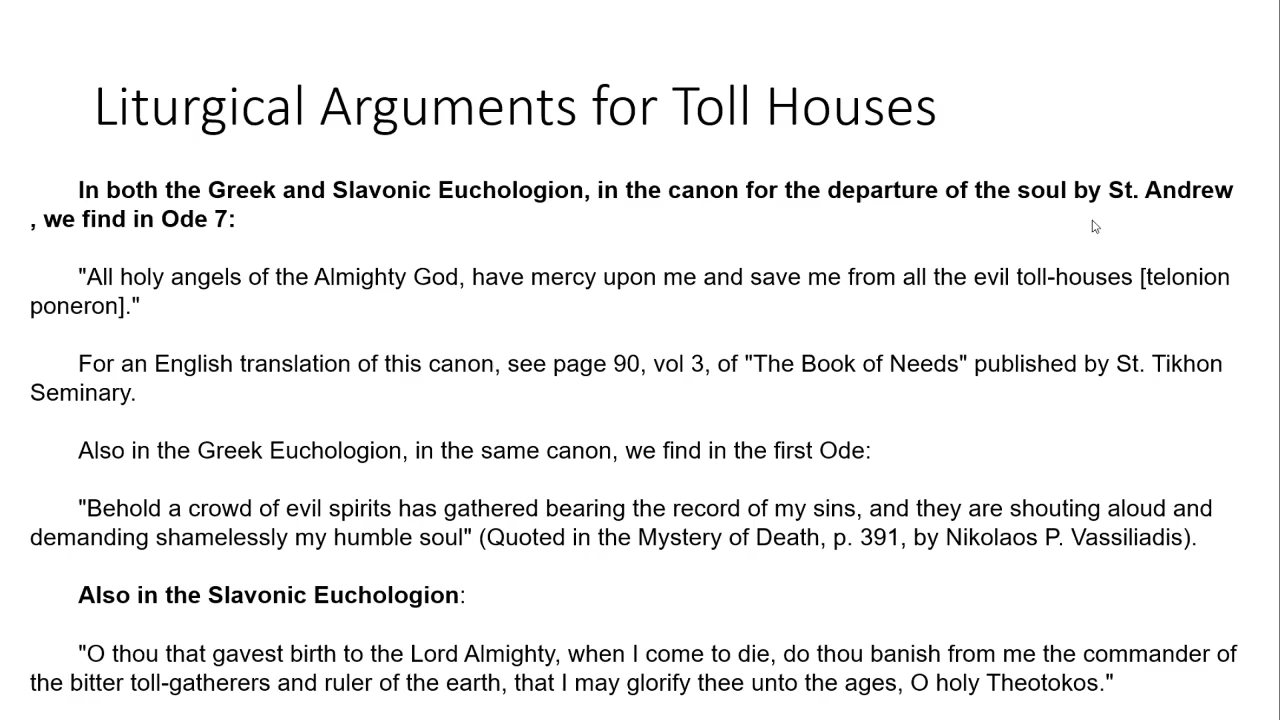 Liturgical Arguments for Toll Houses
In both the Greek and Slavonic Euchologion, in the canon for the departure of the soul by St. Andrew
, we find in Ode 7:
"All holy angels of the Almighty God, have mercy upon me and save me from all the evil toll-houses [telonion
poneron]."
For an English translation of this canon, see page 90, vol 3, of "The Book of Needs" published by St. Tikhon
Seminary.
Also in the Greek Euchologion, in the same canon, we find in the first Ode:
"Behold a crowd of evil spirits has gathered bearing the record of my sins, and they are shouting aloud and
demanding shamelessly my humble soul" (Quoted in the Mystery of Death, p. 391, by Nikolaos P. Vassiliadis).
Also in the Slavonic Euchologion:
"O thou that gavest birth to the Lord Almighty, when I come to die, do thou banish from me the commander of
the bitter toll-gatherers and ruler of the earth, that I may glorify thee unto the ages, O holy Theotokos."